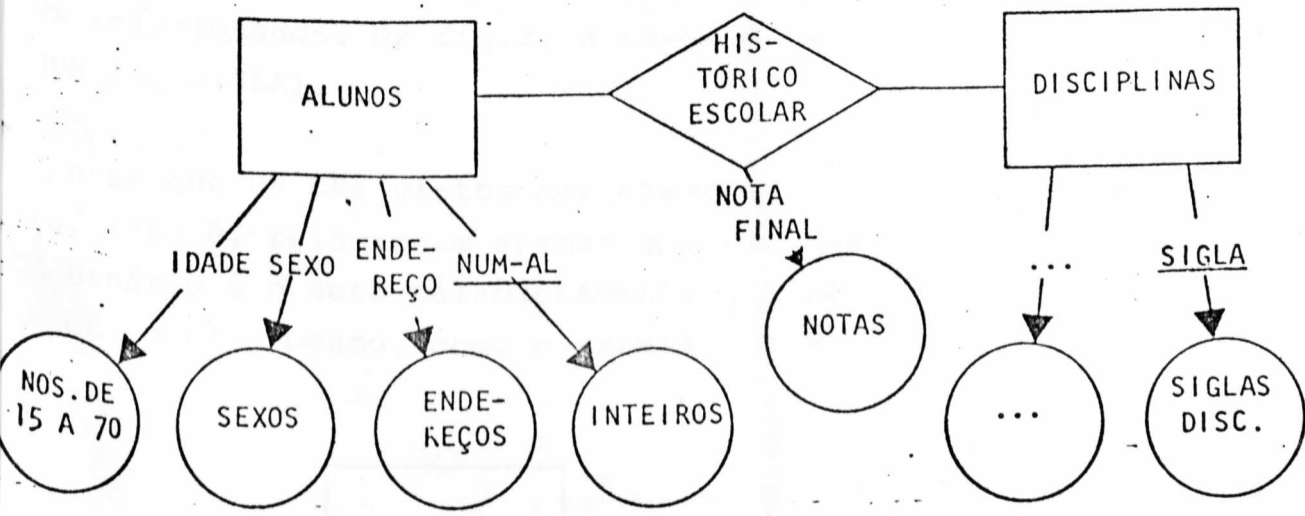 ALUNOS
HIS-
TÓRICO
ESCOLAR
DISCIPLINAS
IDADE
SEXO
ENDE-
REÇO
NUM-AL
NOTA
FINAL
...
SIGLA
NOS. DE
15 A 70
SEXOS
ENDE-
REÇOS
INTEIROS
NOTAS
...
SIGLAS
DISC.